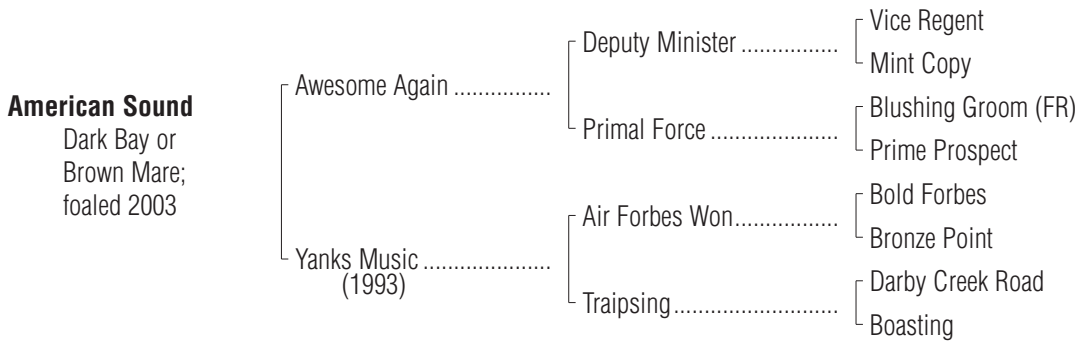 Vice Regent
Deputy Minister ................
Mint Copy
Awesome Again ................
American Sound
Blushing Groom (FR)
Dark Bay or
Primal Force .....................
Prime Prospect
Brown Mare;
foaled 2003
Bold Forbes
Air Forbes Won.................
Bronze Point
Yanks Music .....................
(1993)
Darby Creek Road
Traipsing...........................
Boasting